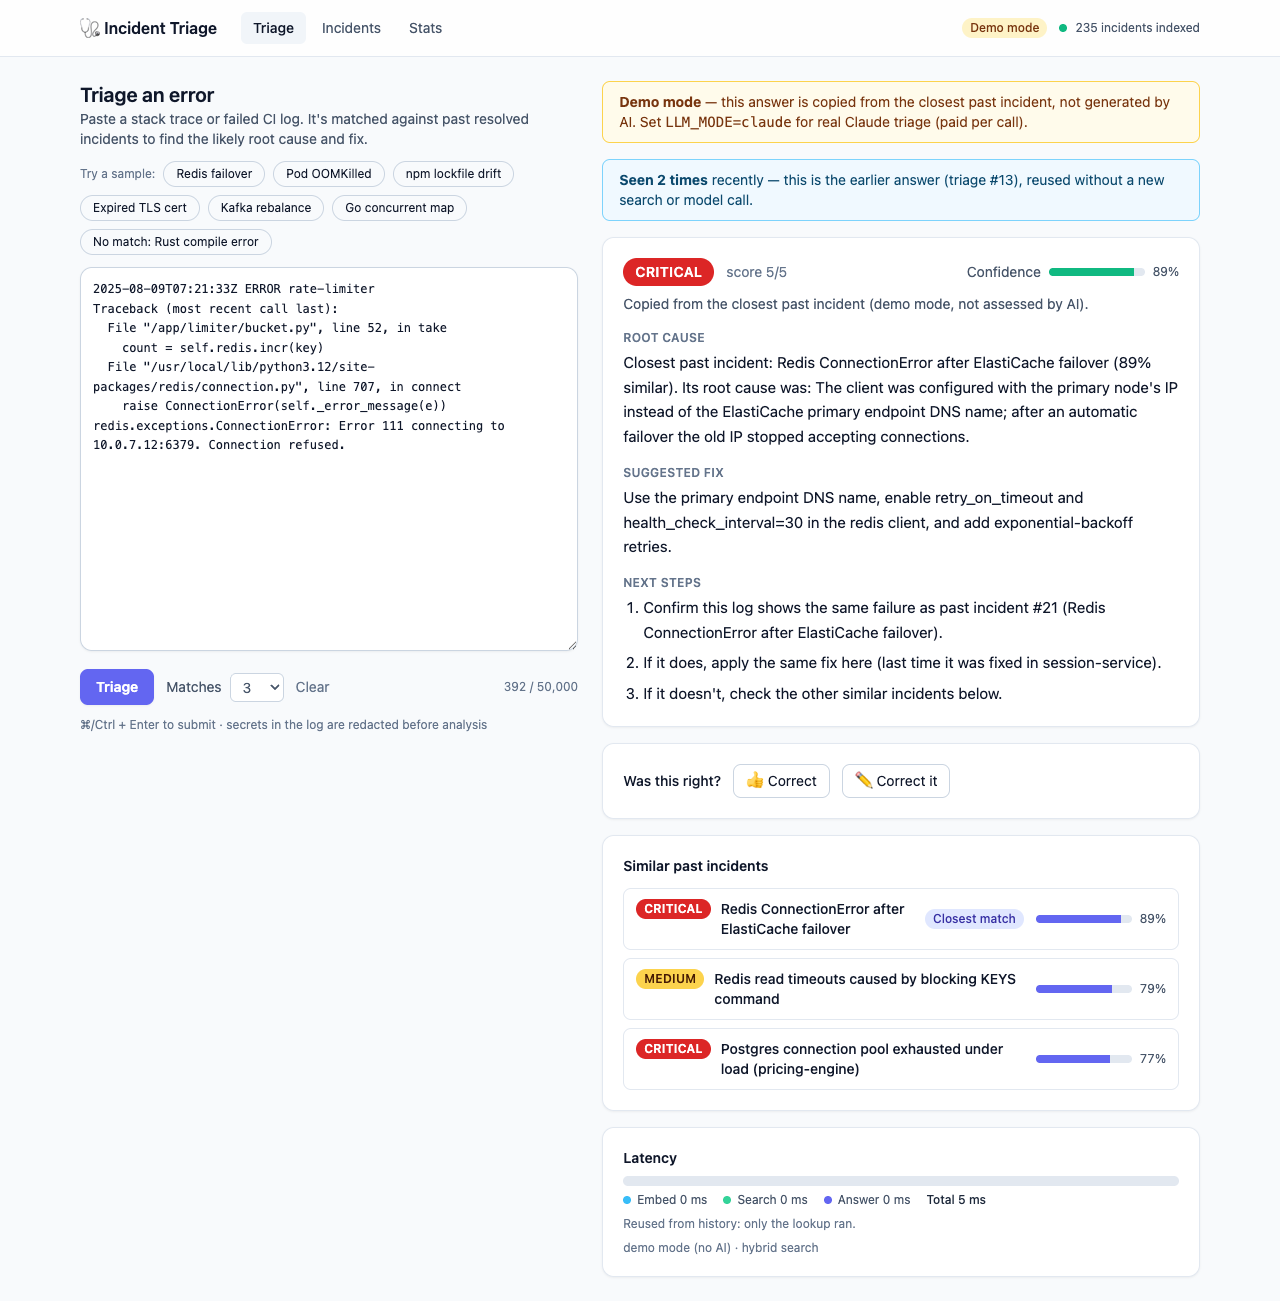 🩺 Incident Triage
Triage
Incidents
Stats
Demo mode
235 incidents indexed
Triage an error
Paste a stack trace or failed CI log. It's matched against past resolved
incidents to find the likely root cause and fix.
Try a sample:
Redis failover
Pod OOMKilled
npm lockfile drift
Expired TLS cert
Kafka rebalance
Go concurrent map
No match: Rust compile error
2025-08-09T07:21:33Z ERROR rate-limiter
Traceback (most recent call last):
  File "/app/limiter/bucket.py", line 52, in take
    count = self.redis.incr(key)
  File "/usr/local/lib/python3.12/site-
packages/redis/connection.py", line 707, in connect
    raise ConnectionError(self._error_message(e))
redis.exceptions.ConnectionError: Error 111 connecting to
10.0.7.12:6379. Connection refused.
Triage
Matches
3
Clear
392 / 50,000
⌘/Ctrl + Enter to submit · secrets in the log are redacted before analysis
Demo mode — this answer is copied from the closest past incident, not generated by
AI. Set LLM_MODE=claude for real Claude triage (paid per call).
Seen 2 times recently — this is the earlier answer (triage #13), reused without a new
search or model call.
CRITICAL
score 5/5
Confidence
89%
Copied from the closest past incident (demo mode, not assessed by AI).
ROOT CAUSE
Closest past incident: Redis ConnectionError after ElastiCache failover (89%
similar). Its root cause was: The client was configured with the primary node's IP
instead of the ElastiCache primary endpoint DNS name; after an automatic
failover the old IP stopped accepting connections.
SUGGESTED FIX
Use the primary endpoint DNS name, enable retry_on_timeout and
health_check_interval=30 in the redis client, and add exponential-backoff
retries.
NEXT STEPS
1. Confirm this log shows the same failure as past incident #21 (Redis
ConnectionError after ElastiCache failover).
2. If it does, apply the same fix here (last time it was fixed in session-service).
3. If it doesn't, check the other similar incidents below.
Was this right?
👍 Correct
✏️ Correct it
Similar past incidents
CRITICAL
Redis ConnectionError after
ElastiCache failover
Closest match
89%
MEDIUM
Redis read timeouts caused by blocking KEYS
command
79%
CRITICAL
Postgres connection pool exhausted under
load (pricing-engine)
77%
Latency
Embed 0 ms
Search 0 ms
Answer 0 ms
Total 5 ms
Reused from history: only the lookup ran.
demo mode (no AI) · hybrid search